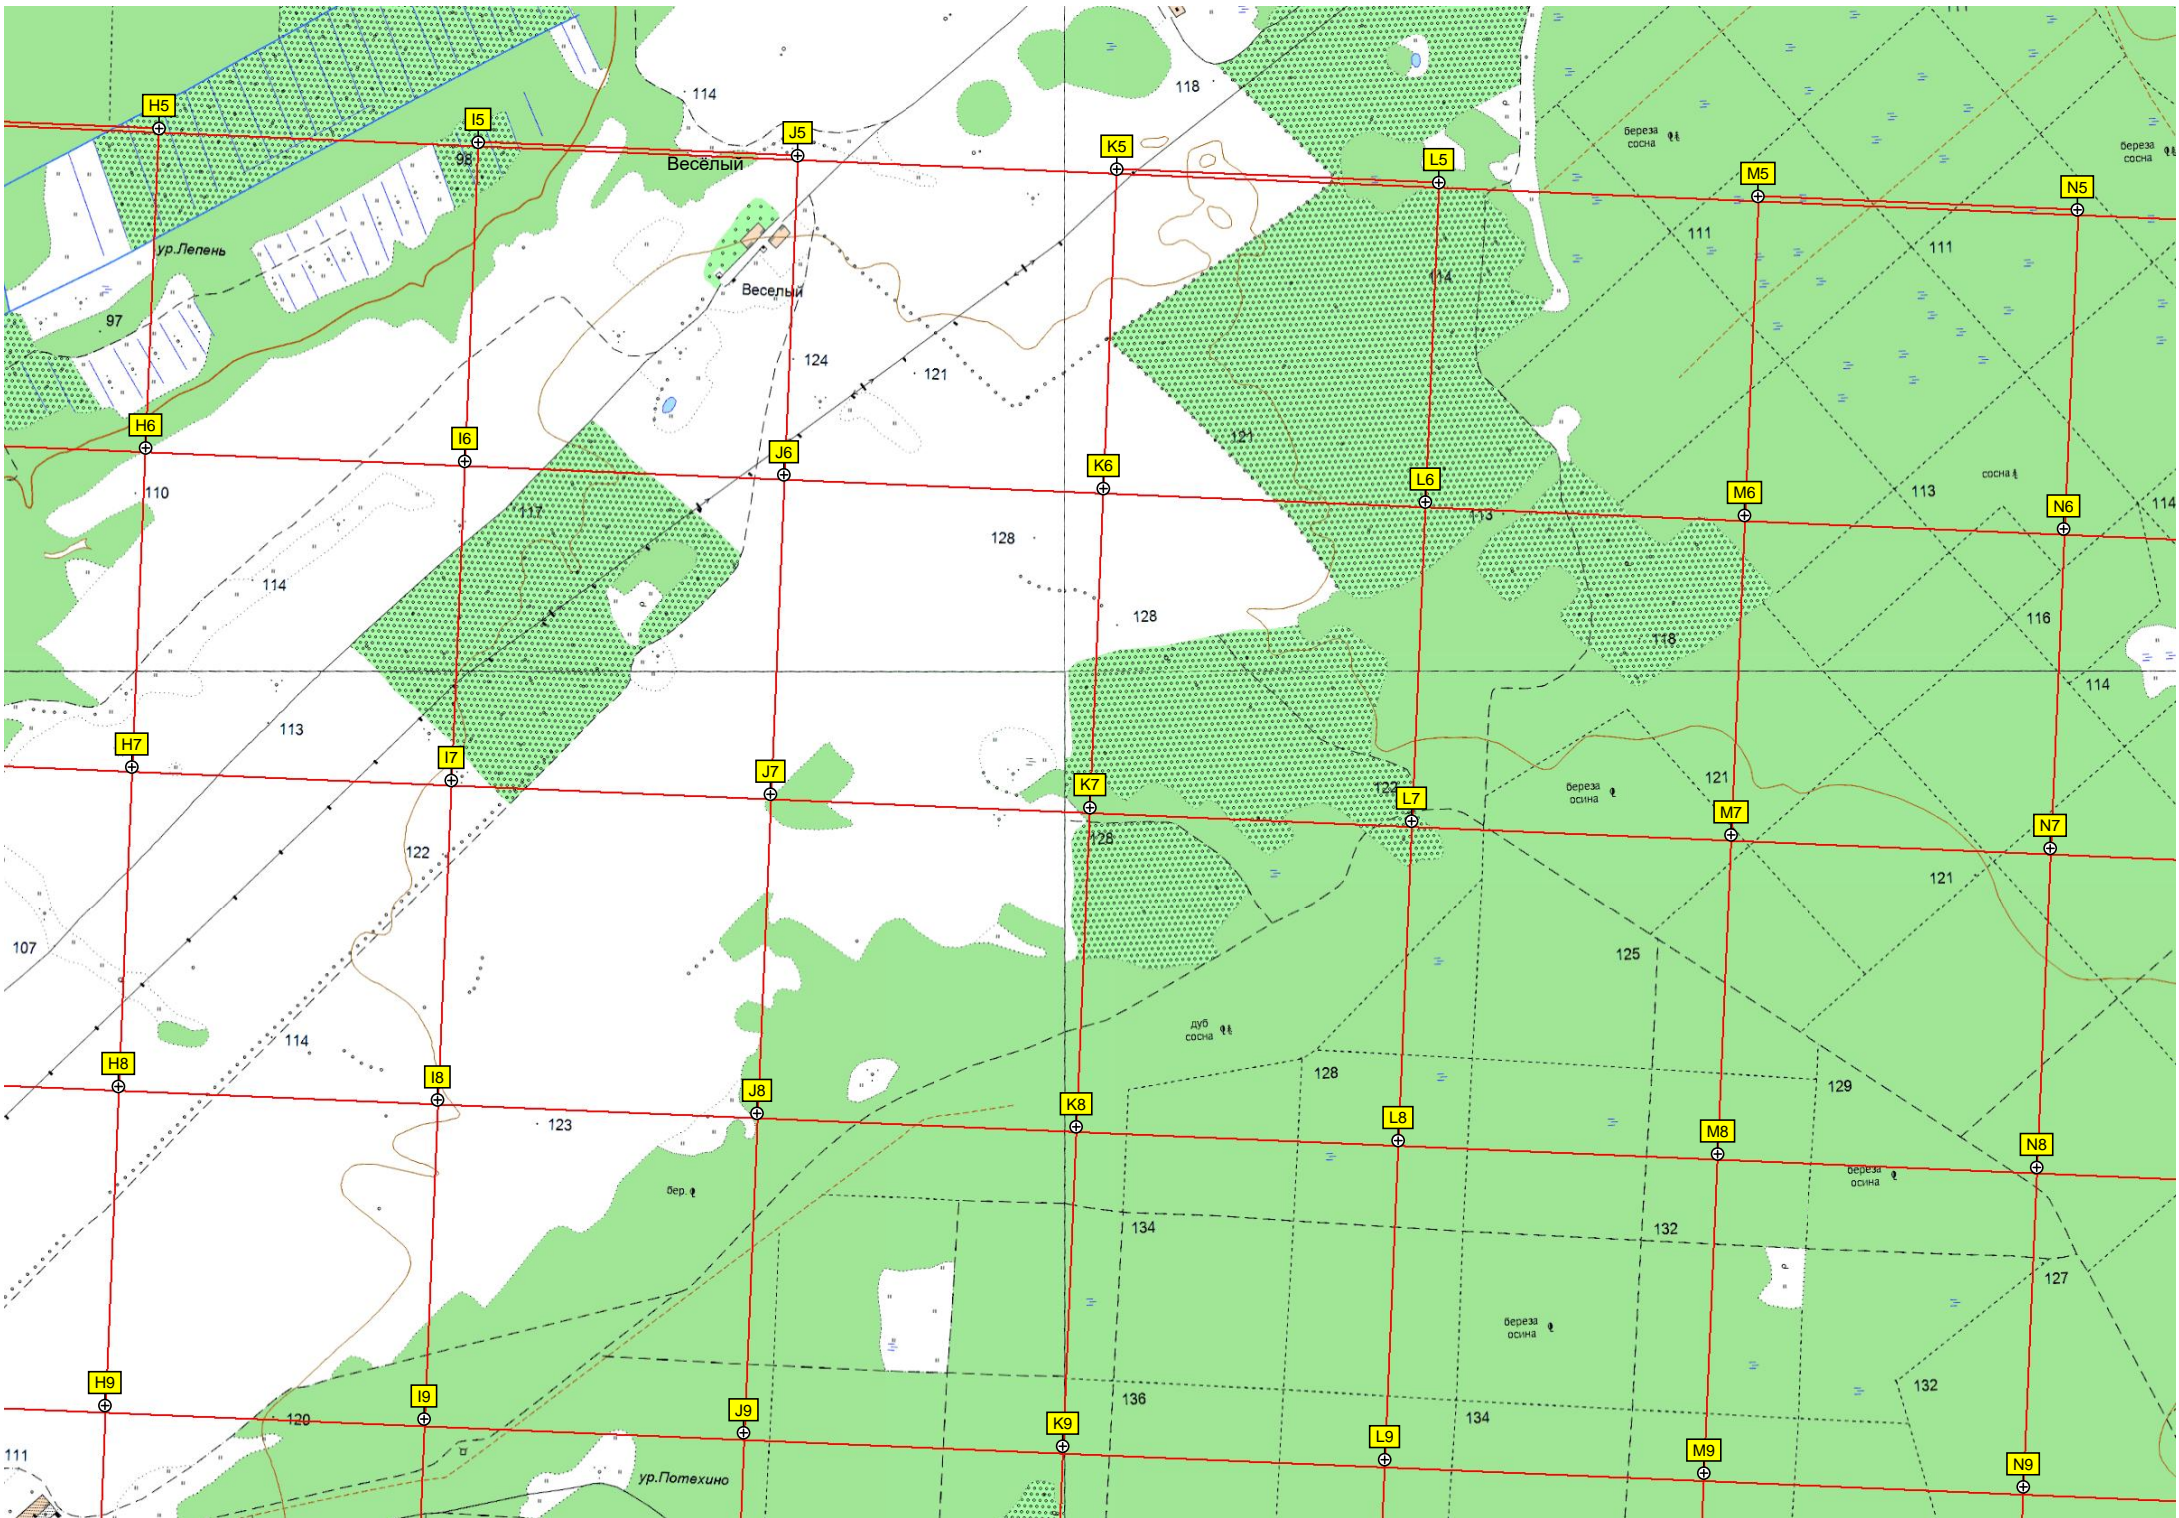 114
118
H5
I5
J5
K5
L5
M5
N5
98
Весёлый
береза
сосна
береза
сосна
ур.Лепень
111
111
114
Веселый
97
124
121
H6
I6
J6
K6
L6
M6
N6
121
сосна
110
117
113
113
114
128
114
128
116
118
114
113
H7
I7
J7
K7
L7
M7
N7
122
121
береза
осина
122
128
121
107
125
114
дуб
сосна
H8
I8
J8
K8
L8
M8
N8
128
129
123
бер.
береза
осина
134
132
127
береза
осина
H9
I9
J9
K9
L9
M9
N9
136
134
132
120
111
ур.Потехино